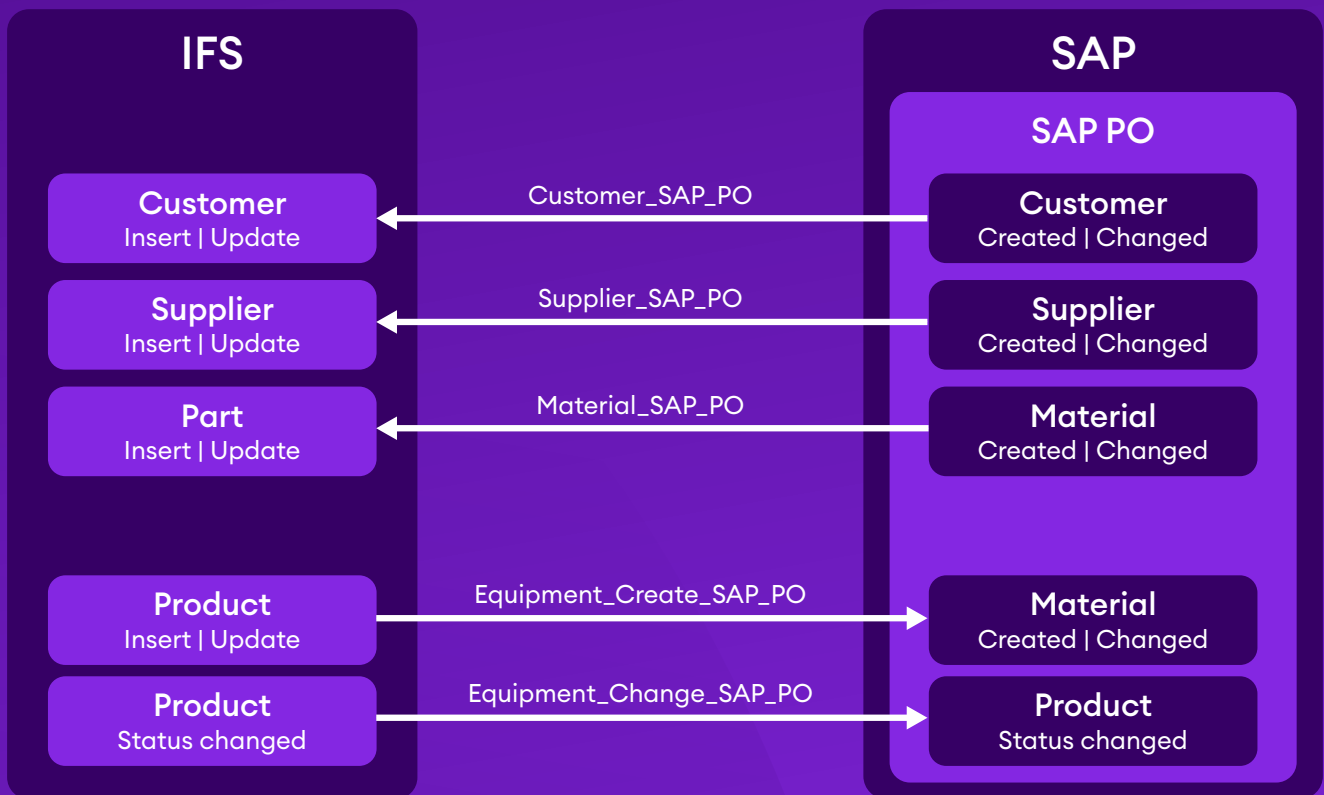 IFS
SAP
SAP PO
Customer
Insert | Update
Customer_SAP_PO
Customer
Created | Changed
Supplier
Insert | Update
Supplier_SAP_PO
Supplier
Created | Changed
Part
Insert | Update
Material_SAP_PO
Material
Created | Changed
Product
Insert | Update
Equipment_Create_SAP_PO
Material
Created | Changed
Product
Status changed
Equipment_Change_SAP_PO
Product
Status changed